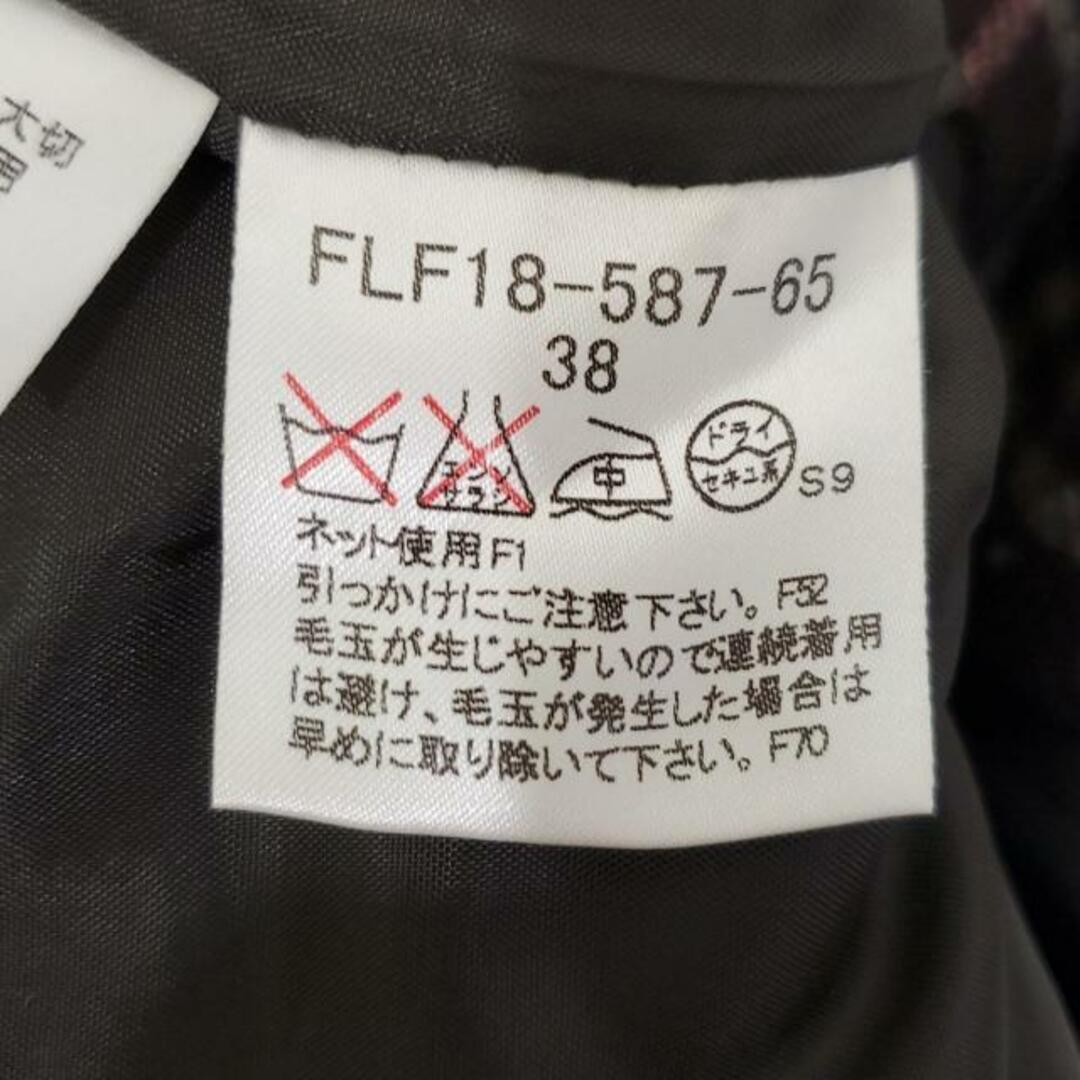 大切
用
FLF18-587-65
38
エンソ
サラシ
中
ドライ
セキユ系
S9
ネット使用F1
引っかけにご注意下さい。F52
毛玉が生じやすいので連続着用
は避け、毛玉が発生した場合は
早めに取り除いて下さい。F70